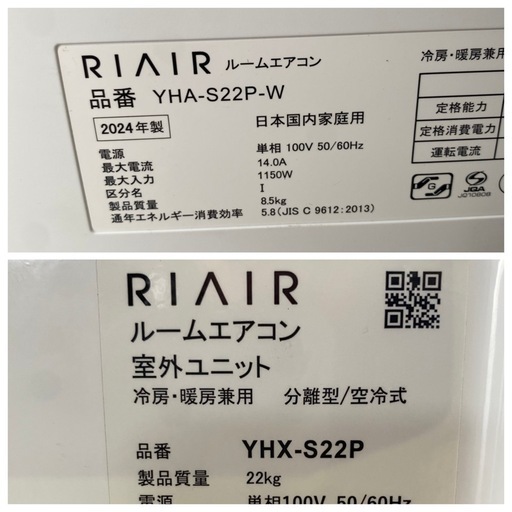 RIAIR ルームエアコン
品番 YHA-S22P-W
2024年製 日本国内家庭用
電源 単相 100V 50/60Hz
最大電流 14.0A
最大入力 1150W
区分名 I
製品質量 8.5kg
通年エネルギー消費効率 5.8(JIS C 9612:2013)
冷房・暖房兼用
定格能力
定格消費電力
運転電流
G
JQA
RIAIR
ルームエアコン
室外ユニット
冷房・暖房兼用 分離型/空冷式
品番 YHX-S22P
製品質量 22kg
電源 単相100V 50/60Hz